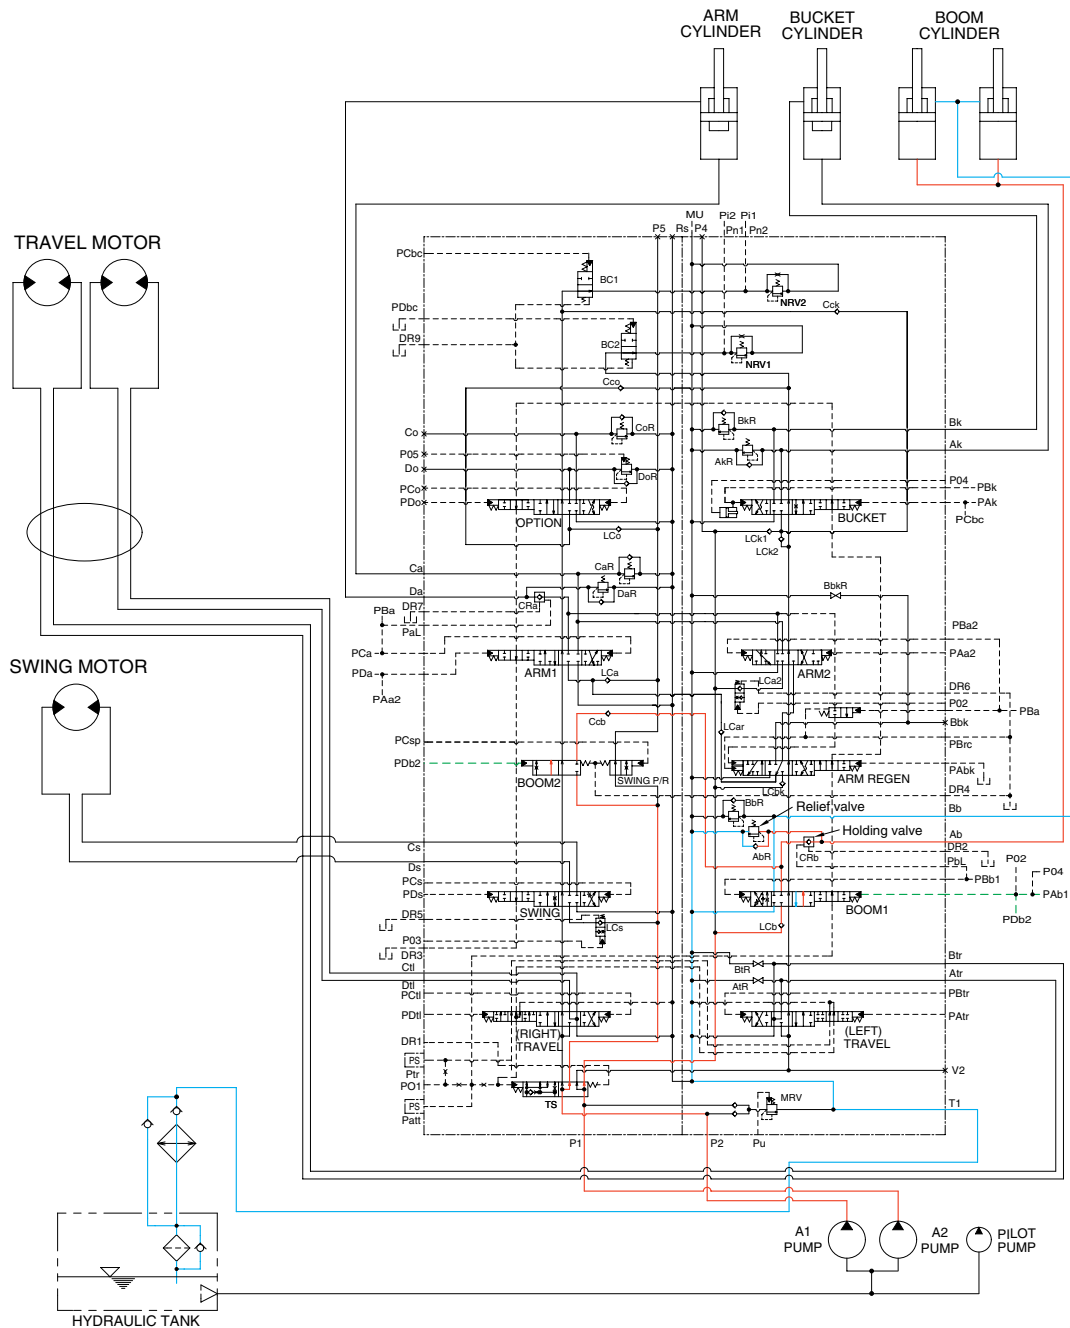 ARM
CYLINDER
BUCKET
CYLINDER
BOOM
CYLINDER
TRAVEL MOTOR
SWING MOTOR
MU Pi2 Pi1
P5 Rs P4 Pn1 Pn2
PCbc
BC1
NRV2
Cck
PDbc
DR9
BC2
NRV1
Cco
Co
CoR
BkR
Bk
P05
Do
DoR
AkR
Ak
PCo
PDo
OPTION
LCo
P04
PBk
PAk
PCbc
BUCKET
LCk1
LCk2
Ca
CaR
Da
DaR
BbkR
PBa
DR7
CRa
PaL
PCa
PDa
PAa2
ARM1
LCa
PBa2
PAa2
ARM2
LCa2
DR6
P02
PBa
Ccb
LCar
Bbk
PCsp
PDb2
BOOM2
SWING P/R
PBrc
PAbk
ARM REGEN
LCbk
DR4
BbR
Relief valve
Bb
Holding valve
Ab
AbR
CRb
DR2
PbL
P02
P04
Cs
Ds
PCs
PDs
SWING
PBb1
PAb1
BOOM1
PDb2
DR5
P03
DR3
LCs
LCb
Ctl
Dtl
PCtl
PDtl
BtR
AtR
Btr
Atr
PBtr
PAtr
(RIGHT)
TRAVEL
(LEFT)
TRAVEL
DR1
PS
Ptr
PO1
PS
Patt
TS
V2
MRV
T1
P1
P2
Pu
A1
PUMP
A2
PUMP
PILOT
PUMP
HYDRAULIC TANK